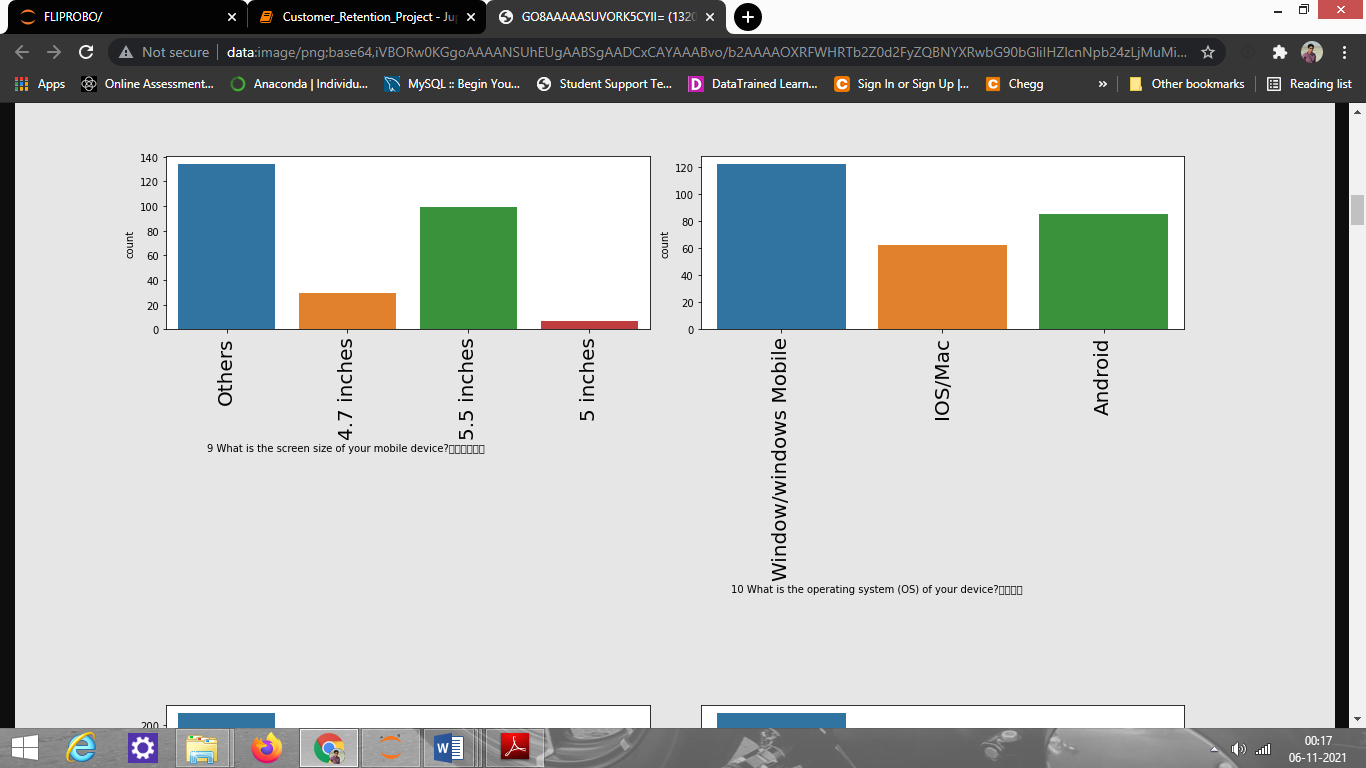 FLIPROBO/
Customer_Retention_Project - Ju
GO8AAAAASUVORK5CYII= (1320
Not secure
data:image/png;base64,iVBORw0KGgoAAAANSUhEUgAABSgAADCxCAYAAABvo/b2AAAAOXRFWHRTb2Z0d2FyZQBNYXRwbG90bGliIHZlcnNpb24zLjMuMi...
Apps
Online Assessment...
Anaconda | Individu...
MySQL :: Begin You...
Student Support Te...
DataTrained Learn...
Sign In or Sign Up |...
Chegg
»
Other bookmarks
Reading list
140
120
100
80
60
40
20
0
count
Others
4.7 inches
5.5 inches
5 inches
9 What is the screen size of your mobile device?
120
100
80
60
40
20
0
count
Window/windows Mobile
IOS/Mac
Android
10 What is the operating system (OS) of your device?
200
00:17
06-11-2021